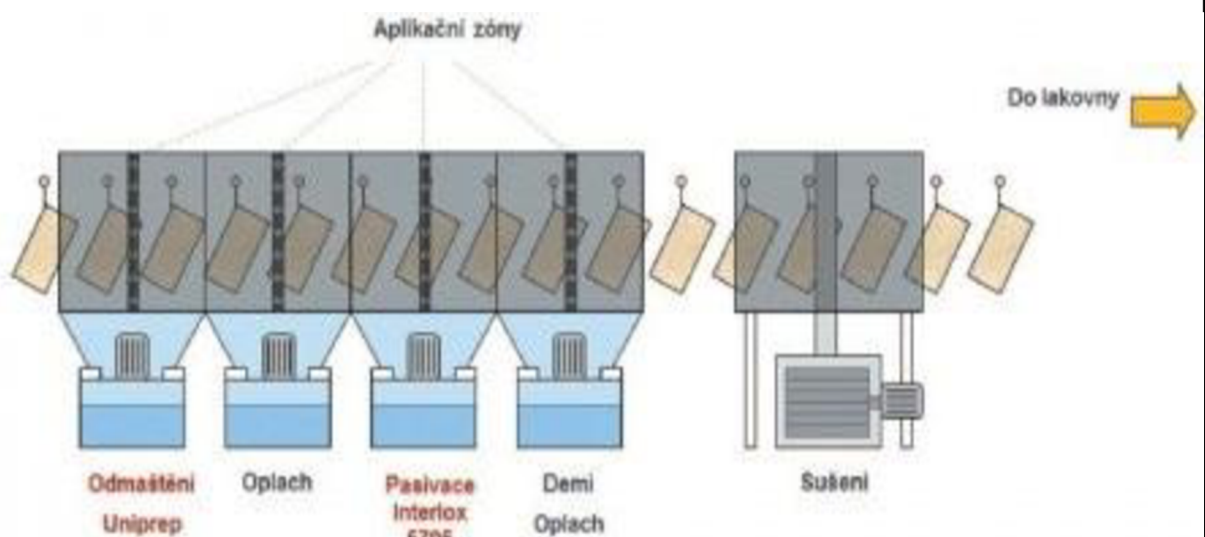 Aplikační zóny
Do lakovny
Odmaštění
Uniprep
Oplach
Pasivace
Interlox
Demi
Oplach
Sušení